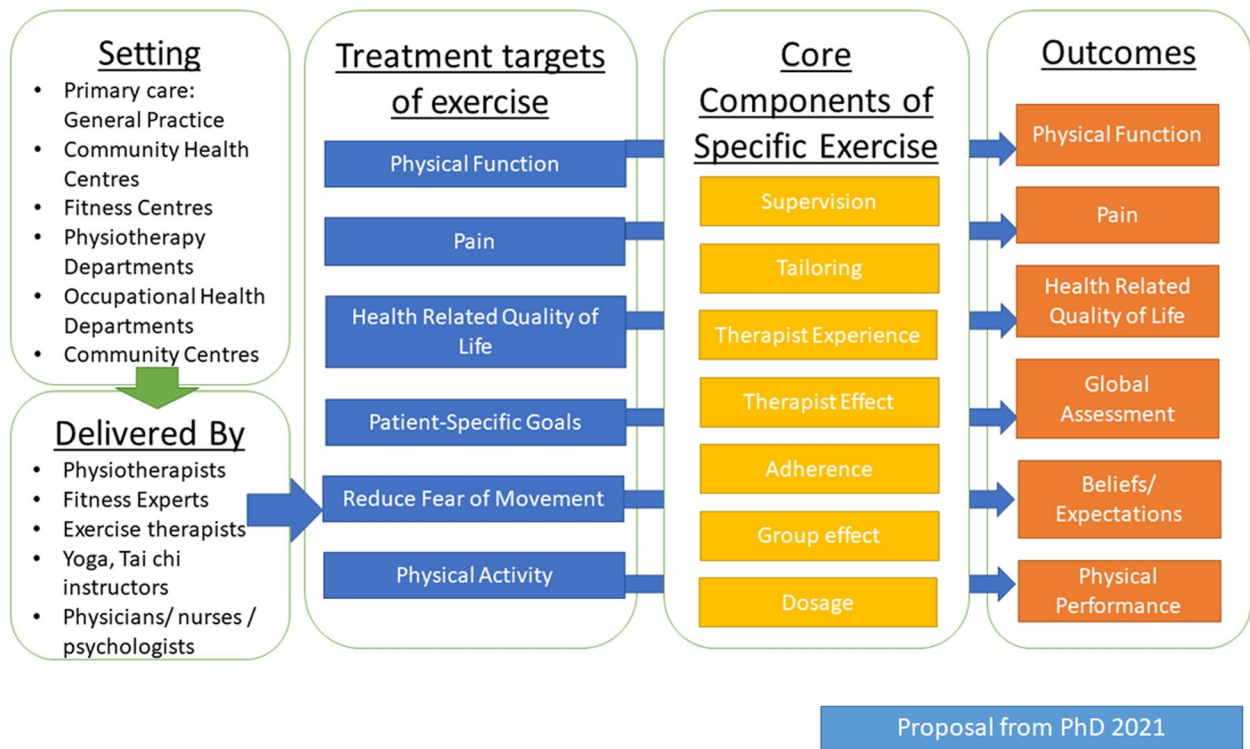 Setting
• Primary care:
General Practice
• Community Health
Centres
• Fitness Centres
• Physiotherapy
Departments
• Occupational Health
Departments
• Community Centres
Delivered By
• Physiotherapists
• Fitness Experts
• Exercise therapists
• Yoga, Tai chi
instructors
• Physicians/ nurses /
psychologists
Treatment targets
of exercise
Physical Function
Pain
Health Related Quality of
Life
Patient-Specific Goals
Reduce Fear of Movement
Physical Activity
Core
Components of
Specific Exercise
Supervision
Tailoring
Therapist Experience
Therapist Effect
Adherence
Group effect
Dosage
Outcomes
Physical Function
Pain
Health Related
Quality of Life
Global
Assessment
Beliefs/
Expectations
Physical
Performance
Proposal from PhD 2021